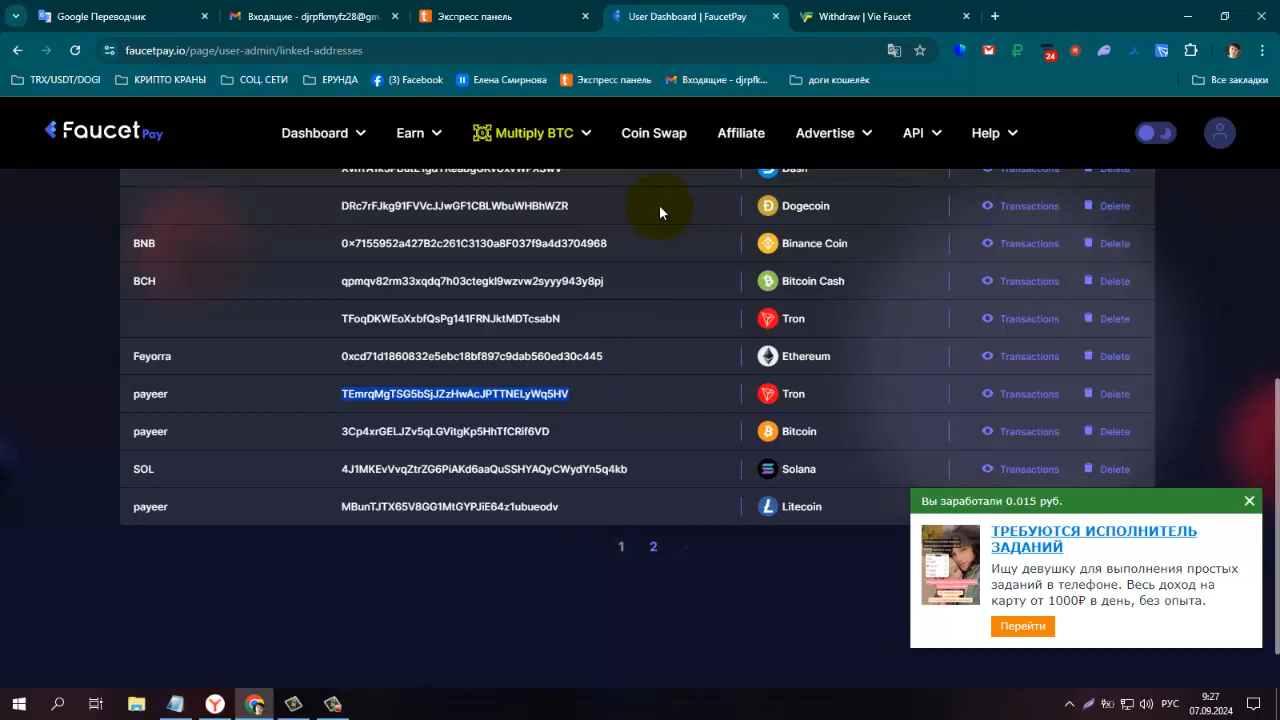 Google Переводчик
Входящие - djrpfkmyfz28@gm
Экспресс панель
User Dashboard | FaucetPay
Withdraw | Vie Faucet
faucetpay.io/page/user-admin/linked-addresses
24
TRX/USDT/DOGI
КРИПТО КРАНЫ
СОЦ. СЕТИ
ЕРУНДА
(3) Facebook
Елена Смирнова
Экспресс панель
Входящие - djrpfk...
доги кошелёк
Все закладки
FaucetPay
Dashboard
Earn
Multiply BTC
Coin Swap
Affiliate
Advertise
API
Help
Dash Transactions Delete
DRc7rFJkg91FVVcJJwGF1CBLWbuWHBhWZR Dogecoin Transactions Delete
BNB 0x7155952a427B2c261C3130a8F037f9a4d3704968 Binance Coin Transactions Delete
BCH qpmqv82rm33xqdq7h03ctegkl9wzvw2syyy943y8pj Bitcoin Cash Transactions Delete
TFoqDKWEoXxbfQsPg141FRNJktMDTcsabN Tron Transactions Delete
Feyorra 0xcd71d1860832e5ebc18bf897c9dab560ed30c445 Ethereum Transactions Delete
payeer TEmrqMgTSG5bSjJZzHwAcJPTTNELyWq5HV Tron Transactions Delete
payeer 3Cp4xrGELJZv5qLGVitgKp5HhTfCRif6VD Bitcoin Transactions Delete
SOL 4J1MKEvVvqZtrZG6PiAKd6aaQuSSHYAQyCWydYn5q4kb Solana Transactions Delete
payeer MBunTJTX65V8GG1MtGYPJiE64z1ubueodv Litecoin
1 2
Вы заработали 0.015 руб.
ТРЕБУЮТСЯ ИСПОЛНИТЕЛЬ
ЗАДАНИЙ
Ищу девушку для выполнения простых
заданий в телефоне. Весь доход на
карту от 1000₽ в день, без опыта.
Перейти
РУС
9:27
07.09.2024